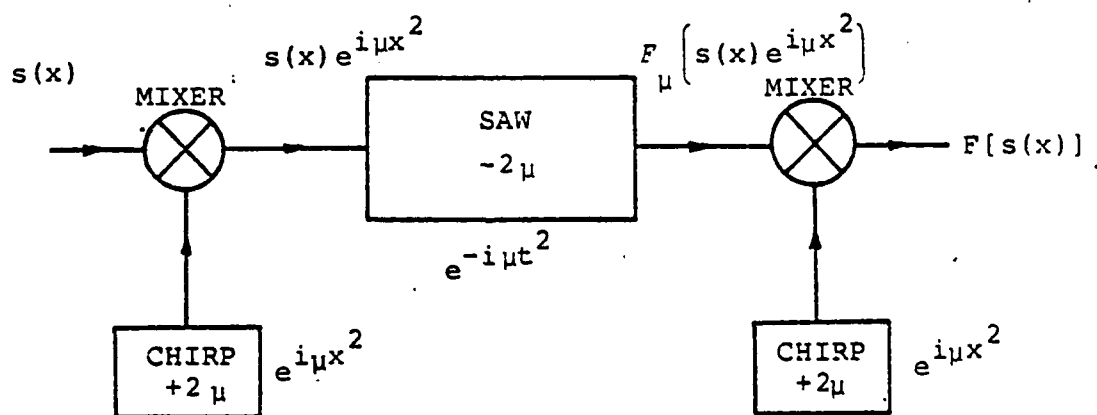 s(x)
MIXER
s(x)e^{iμx^2}
SAW
-2μ
e^{-iμt^2}
F_μ(s(x)e^{iμx^2})
MIXER
F[s(x)]
CHIRP
+2μ
e^{iμx^2}
CHIRP
+2μ
e^{iμx^2}